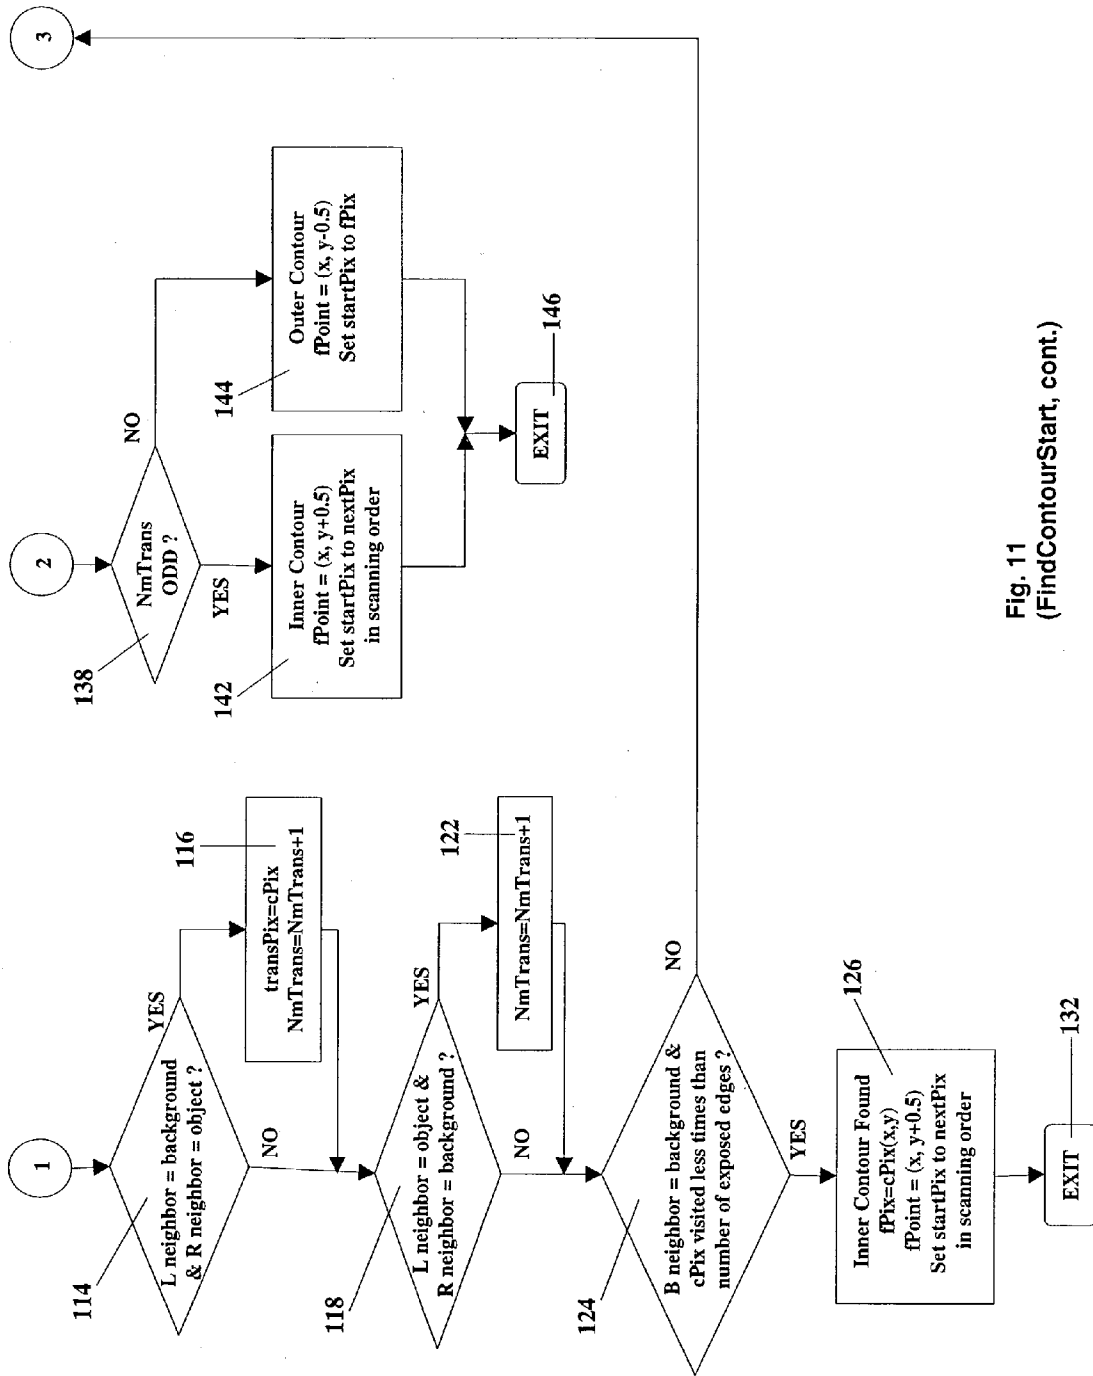 1
L neighbor = background
& R neighbor = object ?
114
YES
NO
transPix=cPix
NmTrans=NmTrans+1
116
L neighbor = object &
R neighbor = background ?
118
YES
NO
NmTrans=NmTrans+1
122
B neighbor = background &
cPix visited less times than
number of exposed edges ?
124
NO
YES
Inner Contour Found
fPix=cPix(x,y)
fPoint = (x, y+0.5)
Set startPix to nextPix
in scanning order
126
EXIT
132
2
NmTrans
ODD ?
138
NO
YES
Inner Contour
fPoint = (x, y+0.5)
Set startPix to nextPix
in scanning order
142
Outer Contour
fPoint = (x, y-0.5)
Set startPix to fPix
144
EXIT
146
3
Fig. 11
(FindContourStart, cont.)